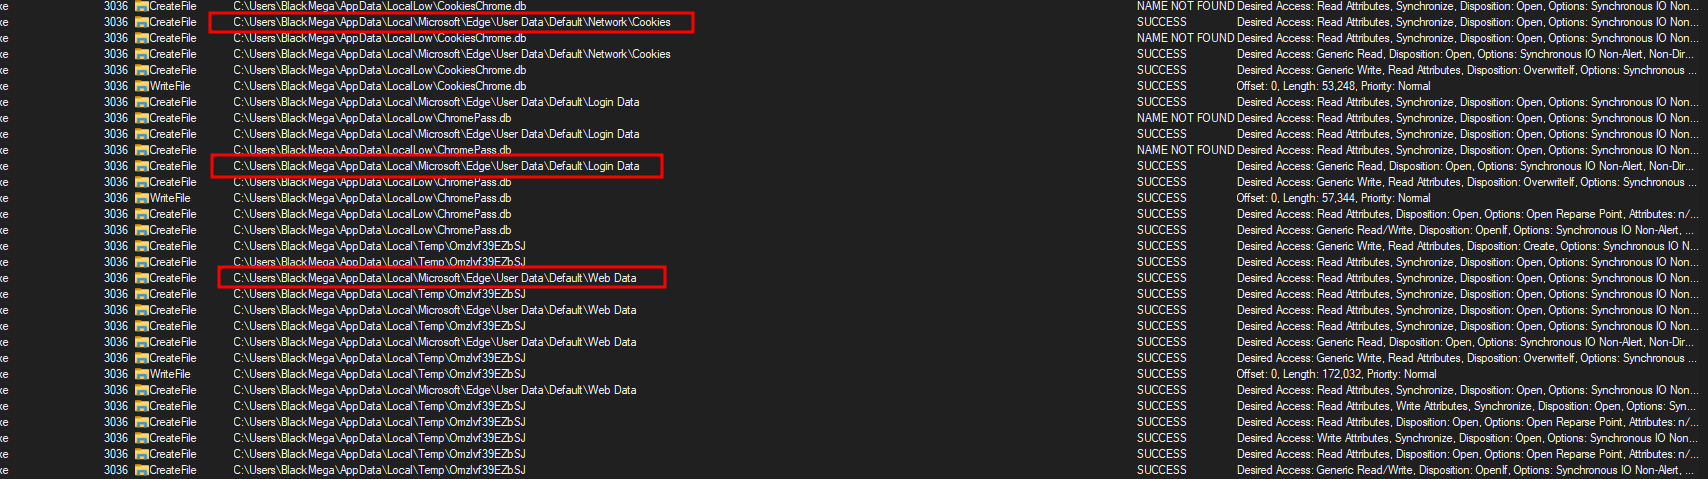 xe 3036 CreateFile C:\Users\BlackMega\AppData\LocalLow\CookiesChrome.db NAME NOT FOUND Desired Access: Read Attributes, Synchronize, Disposition: Open, Options: Synchronous IO Non...
xe 3036 CreateFile C:\Users\BlackMega\AppData\Local\Microsoft\Edge\User Data\Default\Network\Cookies SUCCESS Desired Access: Read Attributes, Synchronize, Disposition: Open, Options: Synchronous IO Non...
xe 3036 CreateFile C:\Users\BlackMega\AppData\LocalLow\CookiesChrome.db NAME NOT FOUND Desired Access: Read Attributes, Synchronize, Disposition: Open, Options: Synchronous IO Non...
xe 3036 CreateFile C:\Users\BlackMega\AppData\Local\Microsoft\Edge\User Data\Default\Network\Cookies SUCCESS Desired Access: Generic Read, Disposition: Open, Options: Synchronous IO Non-Alert, Non-Dir...
xe 3036 CreateFile C:\Users\BlackMega\AppData\LocalLow\CookiesChrome.db SUCCESS Desired Access: Generic Write, Read Attributes, Disposition: OverwriteIf, Options: Synchronous ...
xe 3036 WriteFile C:\Users\BlackMega\AppData\LocalLow\CookiesChrome.db SUCCESS Offset: 0, Length: 53,248, Priority: Normal
xe 3036 CreateFile C:\Users\BlackMega\AppData\Local\Microsoft\Edge\User Data\Default\Login Data SUCCESS Desired Access: Read Attributes, Synchronize, Disposition: Open, Options: Synchronous IO Non...
xe 3036 CreateFile C:\Users\BlackMega\AppData\LocalLow\ChromePass.db NAME NOT FOUND Desired Access: Read Attributes, Synchronize, Disposition: Open, Options: Synchronous IO Non...
xe 3036 CreateFile C:\Users\BlackMega\AppData\Local\Microsoft\Edge\User Data\Default\Login Data SUCCESS Desired Access: Read Attributes, Synchronize, Disposition: Open, Options: Synchronous IO Non...
xe 3036 CreateFile C:\Users\BlackMega\AppData\LocalLow\ChromePass.db NAME NOT FOUND Desired Access: Read Attributes, Synchronize, Disposition: Open, Options: Synchronous IO Non...
xe 3036 CreateFile C:\Users\BlackMega\AppData\Local\Microsoft\Edge\User Data\Default\Login Data SUCCESS Desired Access: Generic Read, Disposition: Open, Options: Synchronous IO Non-Alert, Non-Dir...
xe 3036 CreateFile C:\Users\BlackMega\AppData\LocalLow\ChromePass.db SUCCESS Desired Access: Generic Write, Read Attributes, Disposition: OverwriteIf, Options: Synchronous ...
xe 3036 WriteFile C:\Users\BlackMega\AppData\LocalLow\ChromePass.db SUCCESS Offset: 0, Length: 57,344, Priority: Normal
xe 3036 CreateFile C:\Users\BlackMega\AppData\LocalLow\ChromePass.db SUCCESS Desired Access: Read Attributes, Disposition: Open, Options: Open Reparse Point, Attributes: n/...
xe 3036 CreateFile C:\Users\BlackMega\AppData\LocalLow\ChromePass.db SUCCESS Desired Access: Generic Read/Write, Disposition: OpenIf, Options: Synchronous IO Non-Alert, ...
xe 3036 CreateFile C:\Users\BlackMega\AppData\Local\Temp\Omzlvf39EZbSJ SUCCESS Desired Access: Generic Write, Read Attributes, Disposition: Create, Options: Synchronous IO N...
xe 3036 CreateFile C:\Users\BlackMega\AppData\Local\Temp\Omzlvf39EZbSJ SUCCESS Desired Access: Read Attributes, Synchronize, Disposition: Open, Options: Synchronous IO Non...
xe 3036 CreateFile C:\Users\BlackMega\AppData\Local\Microsoft\Edge\User Data\Default\Web Data SUCCESS Desired Access: Read Attributes, Synchronize, Disposition: Open, Options: Synchronous IO Non...
xe 3036 CreateFile C:\Users\BlackMega\AppData\Local\Temp\Omzlvf39EZbSJ SUCCESS Desired Access: Read Attributes, Synchronize, Disposition: Open, Options: Synchronous IO Non...
xe 3036 CreateFile C:\Users\BlackMega\AppData\Local\Microsoft\Edge\User Data\Default\Web Data SUCCESS Desired Access: Read Attributes, Synchronize, Disposition: Open, Options: Synchronous IO Non...
xe 3036 CreateFile C:\Users\BlackMega\AppData\Local\Temp\Omzlvf39EZbSJ SUCCESS Desired Access: Read Attributes, Synchronize, Disposition: Open, Options: Synchronous IO Non...
xe 3036 CreateFile C:\Users\BlackMega\AppData\Local\Microsoft\Edge\User Data\Default\Web Data SUCCESS Desired Access: Generic Read, Disposition: Open, Options: Synchronous IO Non-Alert, Non-Dir...
xe 3036 CreateFile C:\Users\BlackMega\AppData\Local\Temp\Omzlvf39EZbSJ SUCCESS Desired Access: Generic Write, Read Attributes, Disposition: OverwriteIf, Options: Synchronous ...
xe 3036 WriteFile C:\Users\BlackMega\AppData\Local\Temp\Omzlvf39EZbSJ SUCCESS Offset: 0, Length: 172,032, Priority: Normal
xe 3036 CreateFile C:\Users\BlackMega\AppData\Local\Microsoft\Edge\User Data\Default\Web Data SUCCESS Desired Access: Read Attributes, Synchronize, Disposition: Open, Options: Synchronous IO Non...
xe 3036 CreateFile C:\Users\BlackMega\AppData\Local\Temp\Omzlvf39EZbSJ SUCCESS Desired Access: Read Attributes, Write Attributes, Synchronize, Disposition: Open, Options: Syn...
xe 3036 CreateFile C:\Users\BlackMega\AppData\Local\Temp\Omzlvf39EZbSJ SUCCESS Desired Access: Read Attributes, Disposition: Open, Options: Open Reparse Point, Attributes: n/...
xe 3036 CreateFile C:\Users\BlackMega\AppData\Local\Temp\Omzlvf39EZbSJ SUCCESS Desired Access: Write Attributes, Synchronize, Disposition: Open, Options: Synchronous IO Non...
xe 3036 CreateFile C:\Users\BlackMega\AppData\Local\Temp\Omzlvf39EZbSJ SUCCESS Desired Access: Read Attributes, Disposition: Open, Options: Open Reparse Point, Attributes: n/...
xe 3036 CreateFile C:\Users\BlackMega\AppData\Local\Temp\Omzlvf39EZbSJ SUCCESS Desired Access: Generic Read/Write, Disposition: OpenIf, Options: Synchronous IO Non-Alert, ...